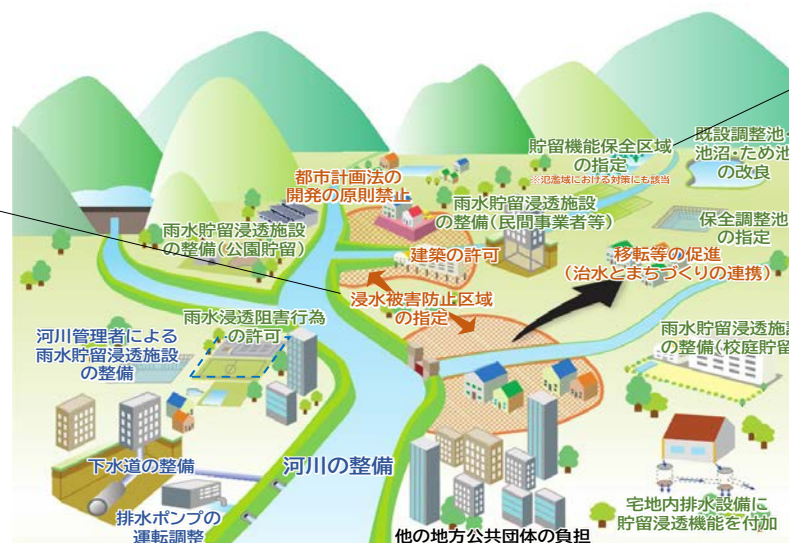 貯留機能保全区域
の指定
※氾濫域における対策にも該当
既設調整池・
池沼・ため池
の改良
都市計画法の
開発の原則禁止
雨水貯留浸透施設
の整備(民間事業者等)
雨水貯留浸透施設
の整備(公園貯留)
保全調整池
の指定
建築の許可
移転等の促進
(治水とまちづくりの連携)
浸水被害防止区域
の指定
雨水浸透阻害行為
の許可
河川管理者による
雨水貯留浸透施設
の整備
雨水貯留浸透施設
の整備(校庭貯留
下水道の整備
河川の整備
排水ポンプの
運転調整
宅地内排水設備に
貯留浸透機能を付加
他の地方公共団体の負担